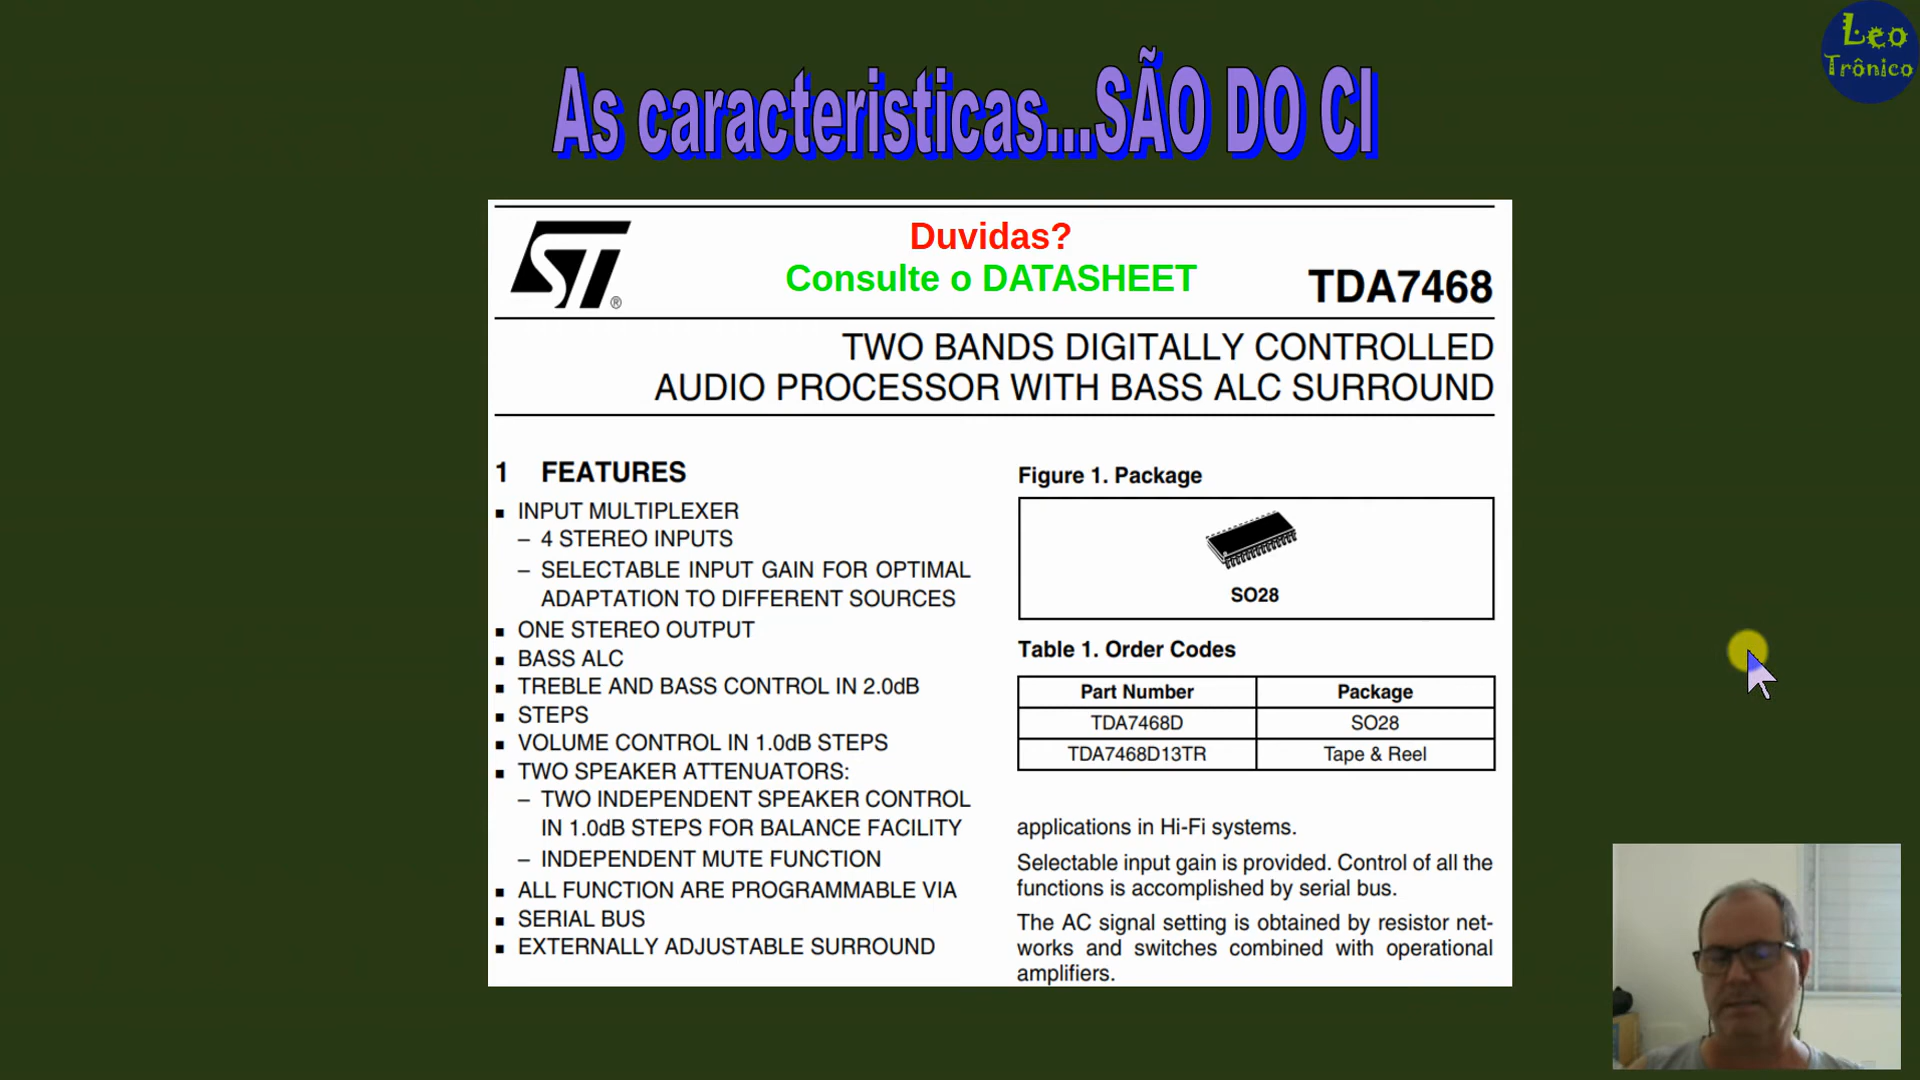 Leo
Trônico
As caracteristicas...SÃO DO CI
Duvidas?
Consulte o DATASHEET
ST®
TDA7468
TWO BANDS DIGITALLY CONTROLLED
AUDIO PROCESSOR WITH BASS ALC SURROUND
1 FEATURES
■ INPUT MULTIPLEXER
– 4 STEREO INPUTS
– SELECTABLE INPUT GAIN FOR OPTIMAL
ADAPTATION TO DIFFERENT SOURCES
■ ONE STEREO OUTPUT
■ BASS ALC
■ TREBLE AND BASS CONTROL IN 2.0dB
■ STEPS
■ VOLUME CONTROL IN 1.0dB STEPS
■ TWO SPEAKER ATTENUATORS:
– TWO INDEPENDENT SPEAKER CONTROL
IN 1.0dB STEPS FOR BALANCE FACILITY
– INDEPENDENT MUTE FUNCTION
■ ALL FUNCTION ARE PROGRAMMABLE VIA
■ SERIAL BUS
■ EXTERNALLY ADJUSTABLE SURROUND
Figure 1. Package
SO28
Table 1. Order Codes
Part Number Package
TDA7468D SO28
TDA7468D13TR Tape & Reel
applications in Hi-Fi systems.
Selectable input gain is provided. Control of all the
functions is accomplished by serial bus.
The AC signal setting is obtained by resistor net-
works and switches combined with operational
amplifiers.